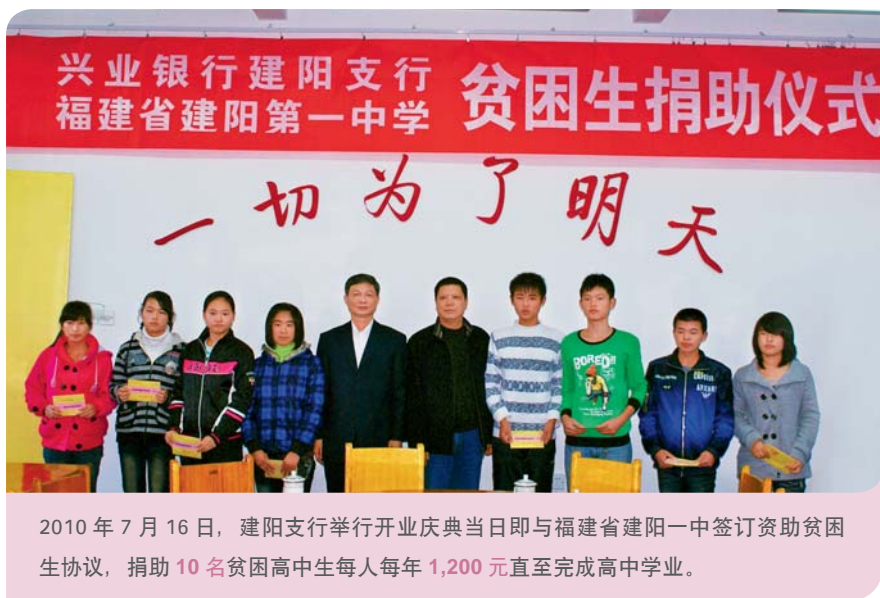 兴业银行建阳支行
福建省建阳第一中学
贫困生捐助仪式
一切为了明天
BORED!!
2010 年 7 月 16 日，建阳支行举行开业庆典当日即与福建省建阳一中签订资助贫困
生协议，捐助 10 名贫困高中生每人每年 1,200 元直至完成高中学业。